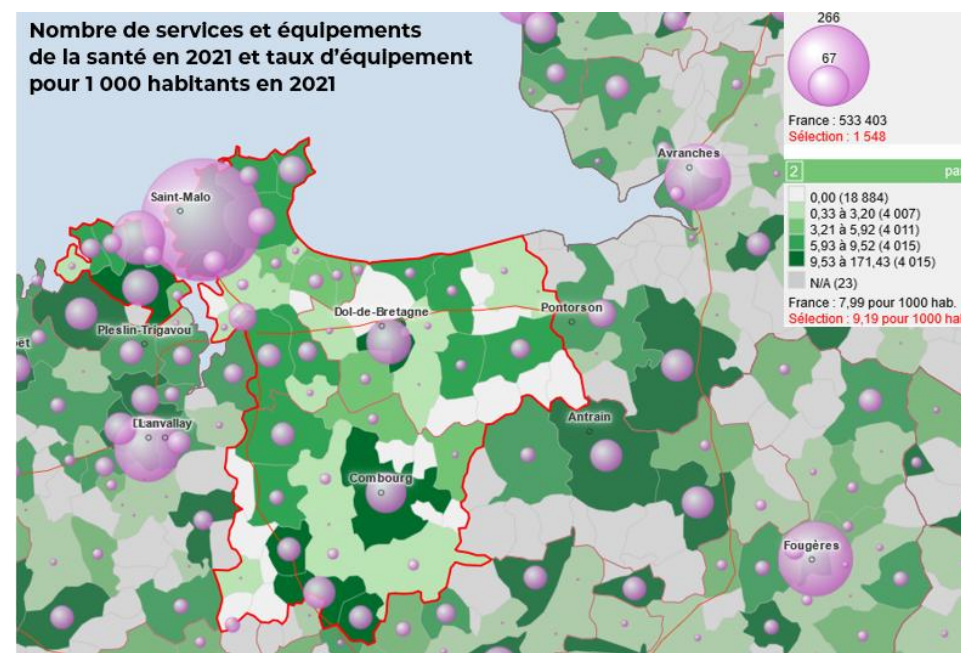 Nombre de services et équipements
de la santé en 2021 et taux d'équipement
pour 1 000 habitants en 2021
266
67
France : 533 403
Sélection : 1 548
2
0,00 (18 884)
0,33 à 3,20 (4 007)
3,21 à 5,92 (4 011)
5,93 à 9,52 (4 015)
9,53 à 171,43 (4 015)
N/A (23)
France : 7,99 pour 1000 hab.
Sélection : 9,19 pour 1000
Avranches
Saint-Malo
Dol-de-Bretagne
Pontorson
Pleslin-Trigavou
Lanvallay
Antrain
Combourg
Fougères